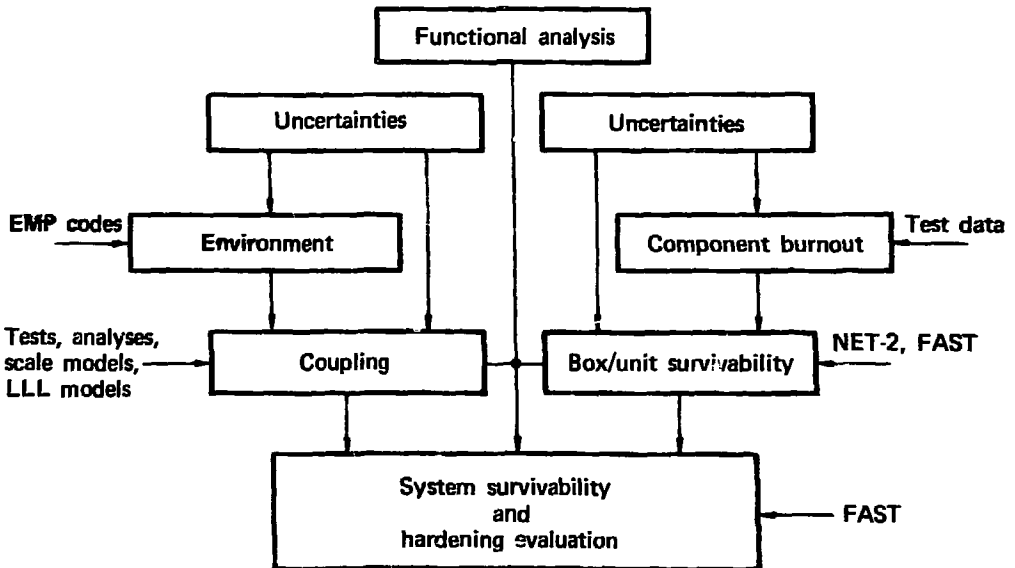 Functional analysis
Uncertainties
Uncertainties
EMP codes
Environment
Component burnout
Test data
Tests, analyses,
scale models,
LLL models
Coupling
Box/unit survivability
NET-2, FAST
System survivability
and
hardening evaluation
FAST